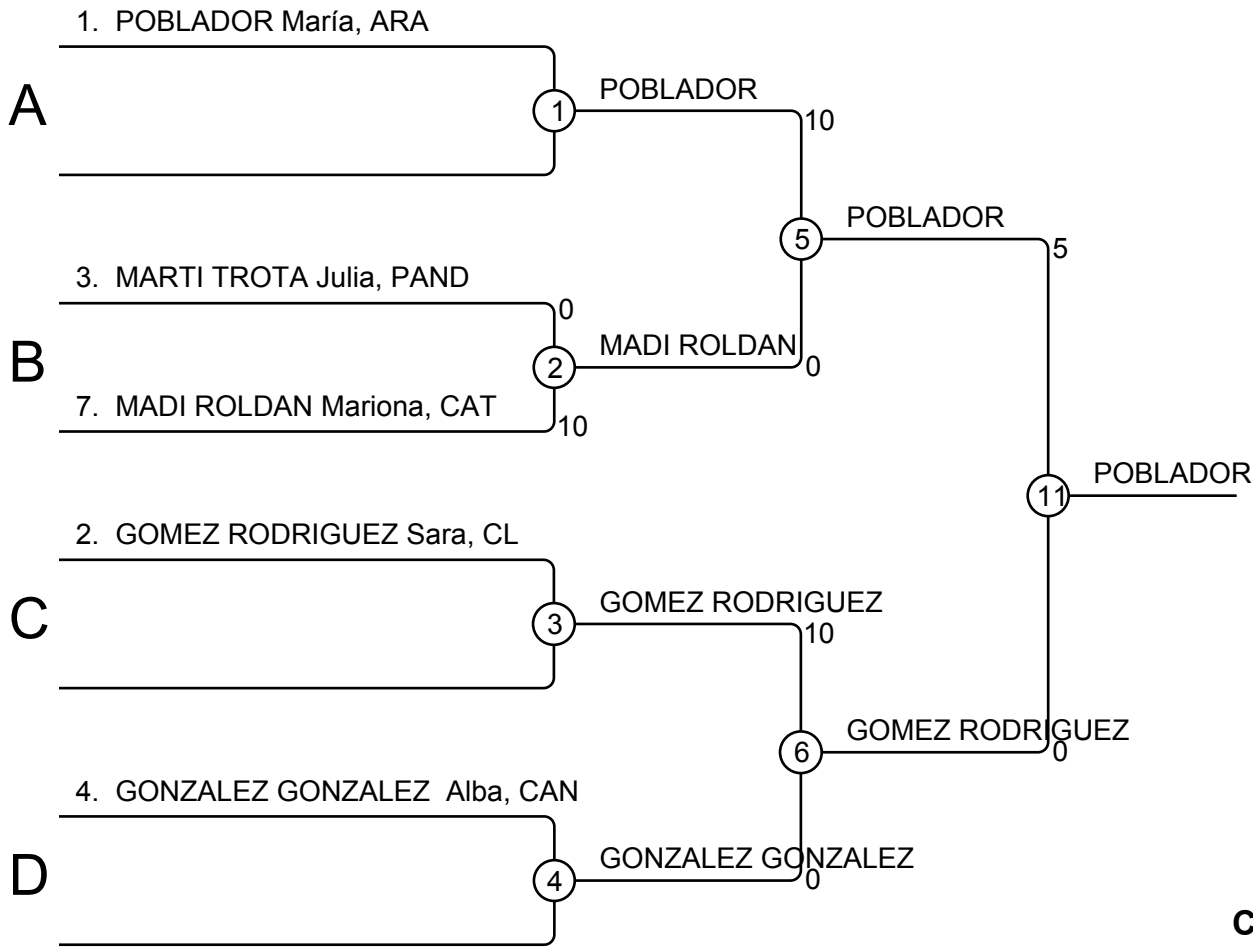 1. POBLADOR María, ARA
A
1
POBLADOR
10
5
POBLADOR
5
3. MARTI TROTA Julia, PAND
0
B
2
MADI ROLDAN
0
7. MADI ROLDAN Mariona, CAT
10
11
POBLADOR
2. GOMEZ RODRIGUEZ Sara, CL
C
3
GOMEZ RODRIGUEZ
10
6
GOMEZ RODRIGUEZ
0
4. GONZALEZ GONZALEZ Alba, CAN
D
4
GONZALEZ GONZALEZ
0